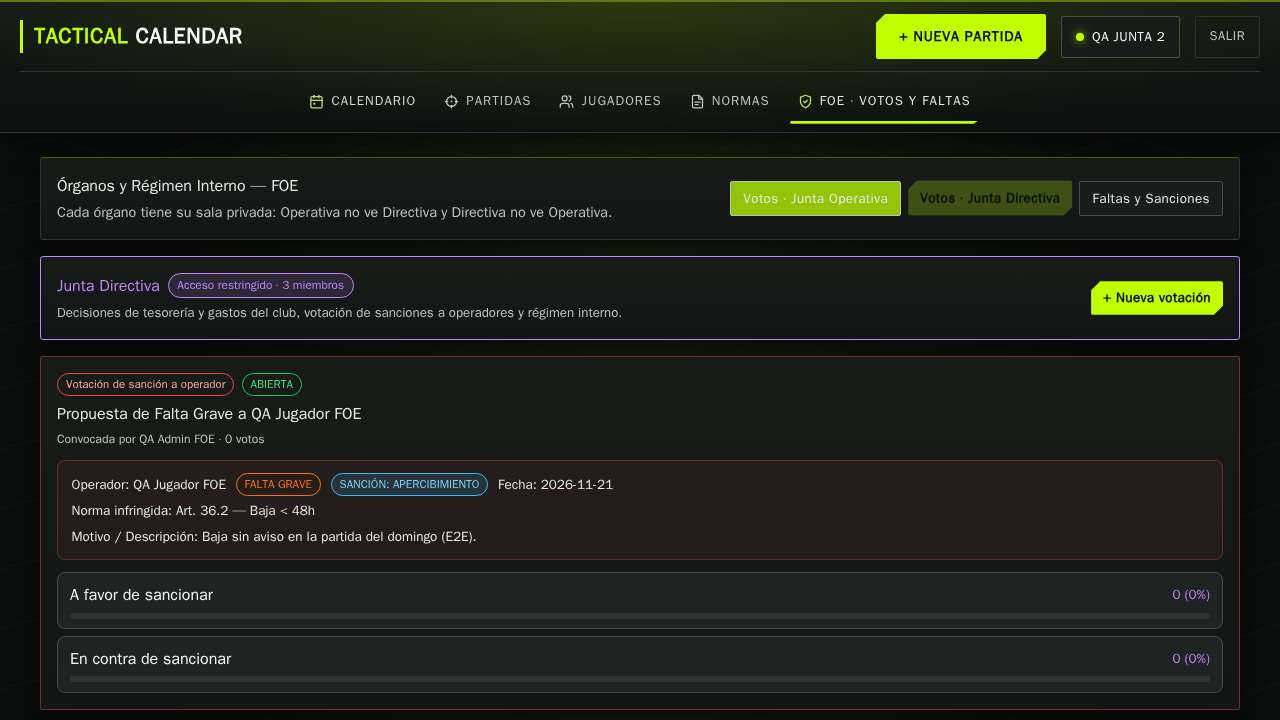 TACTICAL CALENDAR
+ NUEVA PARTIDA
QA JUNTA 2
SALIR
CALENDARIO
PARTIDAS
JUGADORES
NORMAS
FOE · VOTOS Y FALTAS
Órganos y Régimen Interno — FOE
Cada órgano tiene su sala privada: Operativa no ve Directiva y Directiva no ve Operativa.
Votos · Junta Operativa
Votos · Junta Directiva
Faltas y Sanciones
Junta Directiva
Acceso restringido · 3 miembros
Decisiones de tesorería y gastos del club, votación de sanciones a operadores y régimen interno.
+ Nueva votación
Votación de sanción a operador
ABIERTA
Propuesta de Falta Grave a QA Jugador FOE
Convocada por QA Admin FOE · 0 votos
Operador: QA Jugador FOE
FALTA GRAVE
SANCIÓN: APERCIBIMIENTO
Fecha: 2026-11-21
Norma infringida: Art. 36.2 — Baja < 48h
Motivo / Descripción: Baja sin aviso en la partida del domingo (E2E).
A favor de sancionar
0 (0%)
En contra de sancionar
0 (0%)